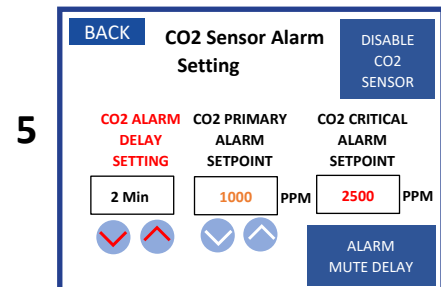 BACK
CO2 Sensor Alarm
Setting
DISABLE
CO2
SENSOR
5
CO2 ALARM
DELAY
SETTING
CO2 PRIMARY
ALARM
SETPOINT
CO2 CRITICAL
ALARM
SETPOINT
2 Min
1000 PPM
2500 PPM
ALARM
MUTE DELAY